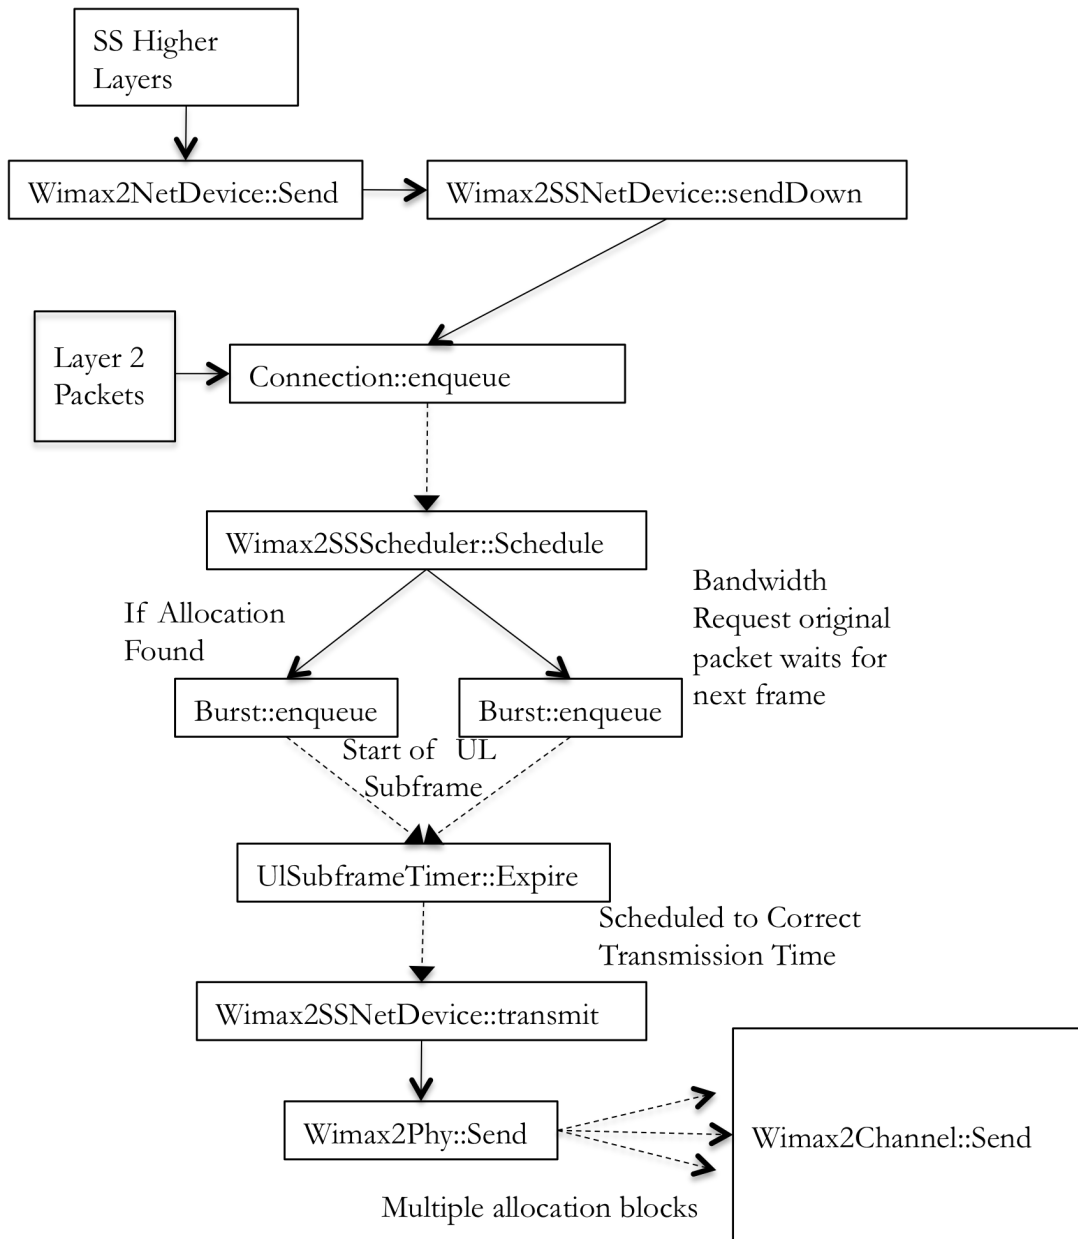 SS Higher
Layers
Wimax2NetDevice::Send
Wimax2SSNetDevice::sendDown
Layer 2
Packets
Connection::enqueue
Wimax2SSScheduler::Schedule
If Allocation
Found
Bandwidth
Request original
packet waits for
next frame
Burst::enqueue
Burst::enqueue
Start of UL
Subframe
UlSubframeTimer::Expire
Scheduled to Correct
Transmission Time
Wimax2SSNetDevice::transmit
Wimax2Phy::Send
Wimax2Channel::Send
Multiple allocation blocks